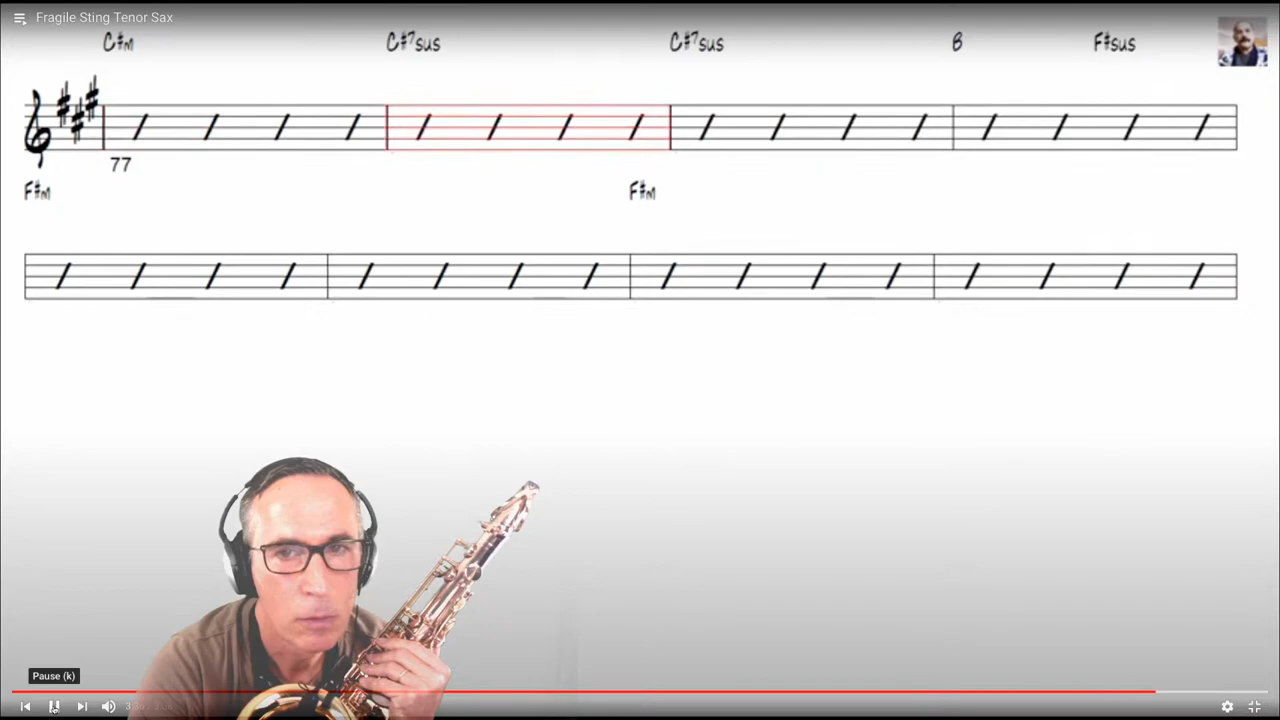 Fragile Sting Tenor Sax
C#m C#7sus C#7sus B F#sus
77
F#m F#m
Pause (k)